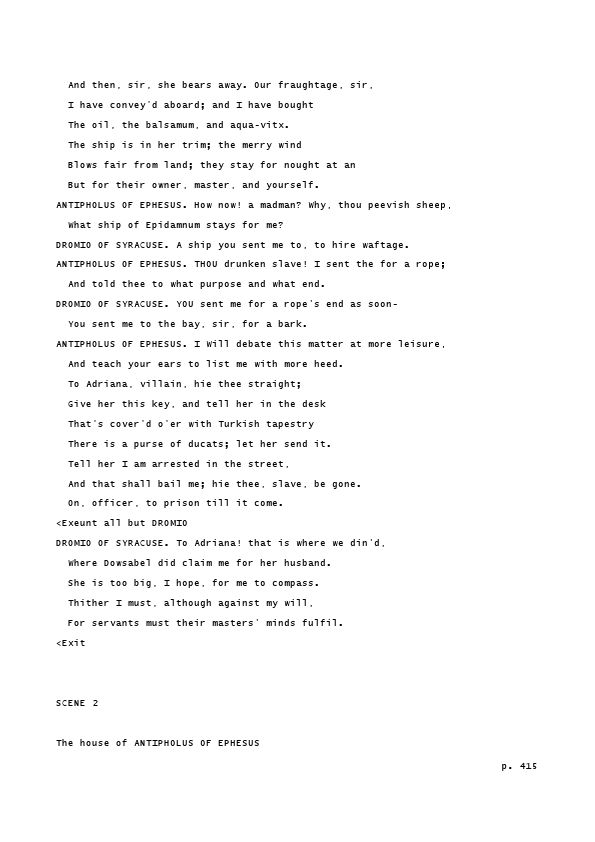 And then, sir, she bears away. Our fraughtage, sir,
I have convey'd aboard; and I have bought
The oil, the balsamum, and aqua-vitx.
The ship is in her trim; the merry wind
Blows fair from land; they stay for nought at an
But for their owner, master, and yourself.
ANTIPHOLUS OF EPHESUS. How now! a madman? Why, thou peevish sheep,
What ship of Epidamnum stays for me?
DROMIO OF SYRACUSE. A ship you sent me to, to hire waftage.
ANTIPHOLUS OF EPHESUS. THOU drunken slave! I sent the for a rope;
And told thee to what purpose and what end.
DROMIO OF SYRACUSE. YOU sent me for a rope's end as soon-
You sent me to the bay, sir, for a bark.
ANTIPHOLUS OF EPHESUS. I Will debate this matter at more leisure,
And teach your ears to list me with more heed.
To Adriana, villain, hie thee straight;
Give her this key, and tell her in the desk
That's cover'd o'er with Turkish tapestry
There is a purse of ducats; let her send it.
Tell her I am arrested in the street,
And that shall bail me; hie thee, slave, be gone.
On, officer, to prison till it come.
<Exeunt all but DROMIO
DROMIO OF SYRACUSE. To Adriana! that is where we din'd,
Where Dowsabel did claim me for her husband.
She is too big, I hope, for me to compass.
Thither I must, although against my will,
For servants must their masters' minds fulfil.
<Exit
SCENE 2
The house of ANTIPHOLUS OF EPHESUS
p. 415